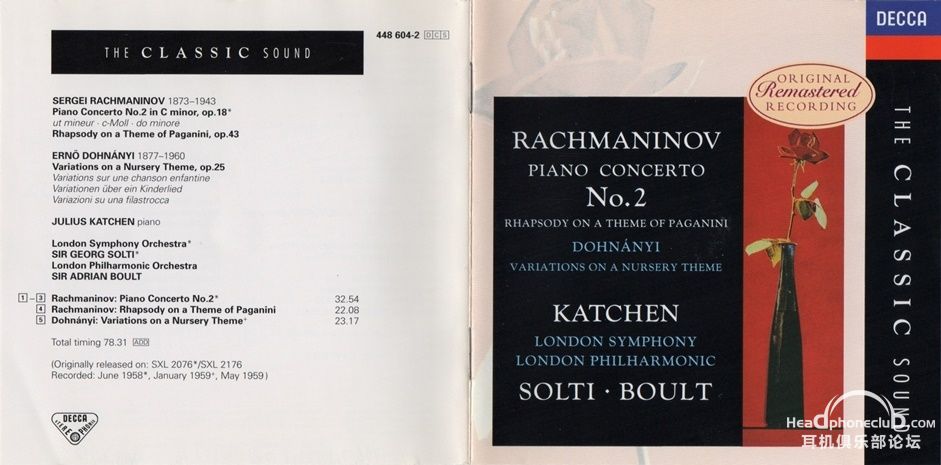 THE CLASSIC SOUND
448 604-2 DCS
SERGEI RACHMANINOV 1873–1943
Piano Concerto No.2 in C minor, op.18*
ut mineur · c-Moll · do minore
Rhapsody on a Theme of Paganini, op.43
ERNŐ DOHNÁNYI 1877–1960
Variations on a Nursery Theme, op.25
Variations sur une chanson enfantine
Variationen über ein Kinderlied
Variazioni su una filastrocca
JULIUS KATCHEN piano
London Symphony Orchestra*
SIR GEORG SOLTI*
London Philharmonic Orchestra
SIR ADRIAN BOULT
1 – 3 Rachmaninov: Piano Concerto No.2* 32.54
4 Rachmaninov: Rhapsody on a Theme of Paganini 22.08
5 Dohnányi: Variations on a Nursery Theme+ 23.17
Total timing 78.31 ADD
(Originally released on: SXL 2076*/SXL 2176
Recorded: June 1958*, January 1959+, May 1959)
DECCA
STEREOPHONIC
DECCA
ORIGINAL
Remastered
RECORDING
RACHMANINOV
PIANO CONCERTO
No.2
RHAPSODY ON A THEME OF PAGANINI
DOHNÁNYI
VARIATIONS ON A NURSERY THEME
KATCHEN
LONDON SYMPHONY
LONDON PHILHARMONIC
SOLTI · BOULT
THE CLASSIC SOUND
Headphoneclub.com
耳机俱乐部论坛